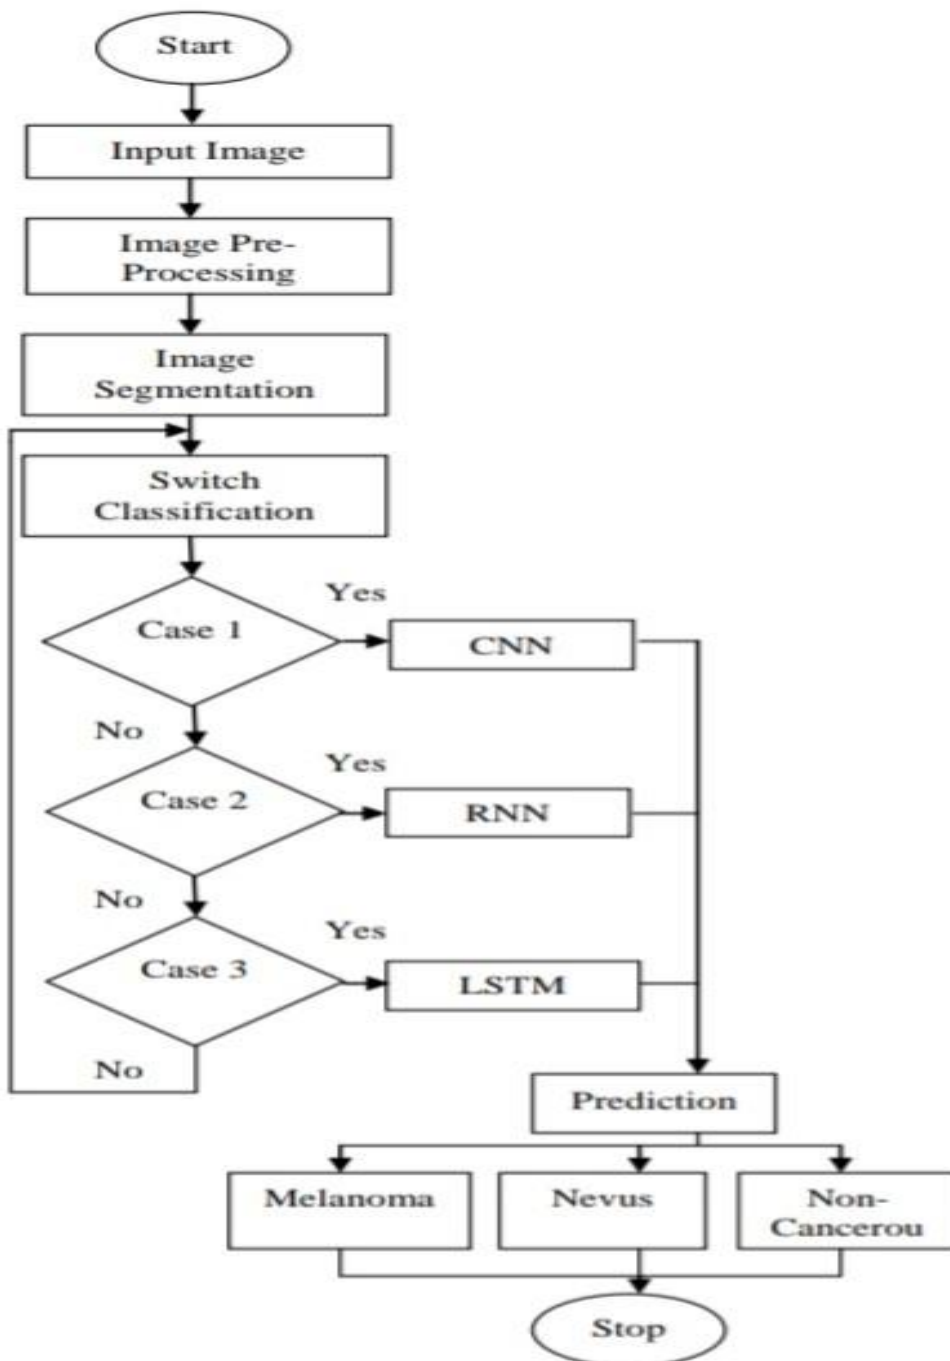 Start
Input Image
Image Pre-
Processing
Image
Segmentation
Switch
Classification
Yes
Case 1
CNN
No
Yes
Case 2
RNN
No
Yes
Case 3
LSTM
No
Prediction
Melanoma
Nevus
Non-
Cancerou
Stop